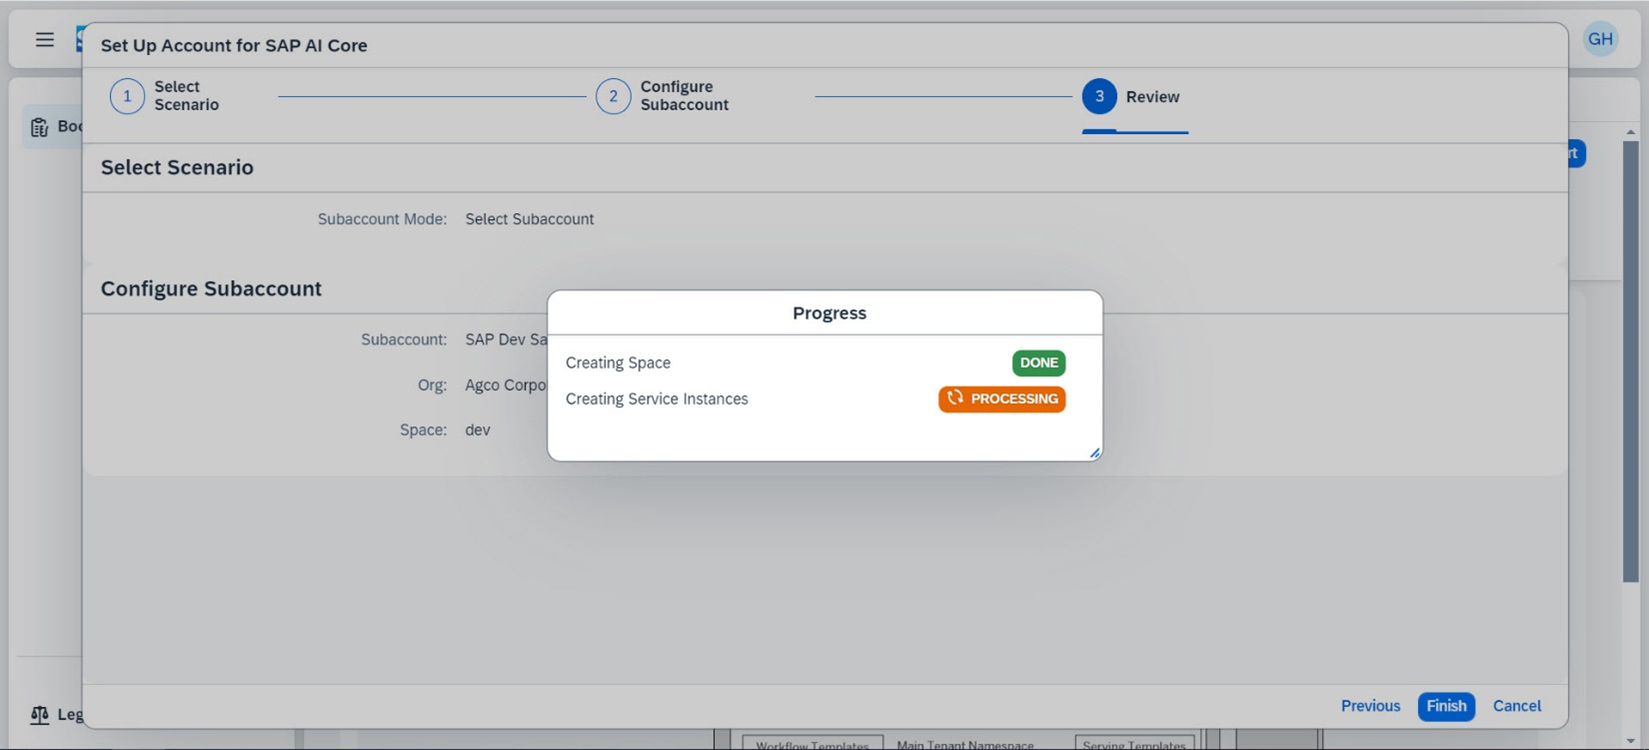 Set Up Account for SAP AI Core
GH
1 Select Scenario
2 Configure Subaccount
3 Review
Select Scenario
Subaccount Mode: Select Subaccount
Configure Subaccount
Subaccount: SAP Dev Sa
Org: Agco Corpo
Space: dev
Progress
Creating Space DONE
Creating Service Instances PROCESSING
Previous Finish Cancel
Workflow Templates Main Tenant Namespace Serving Templates